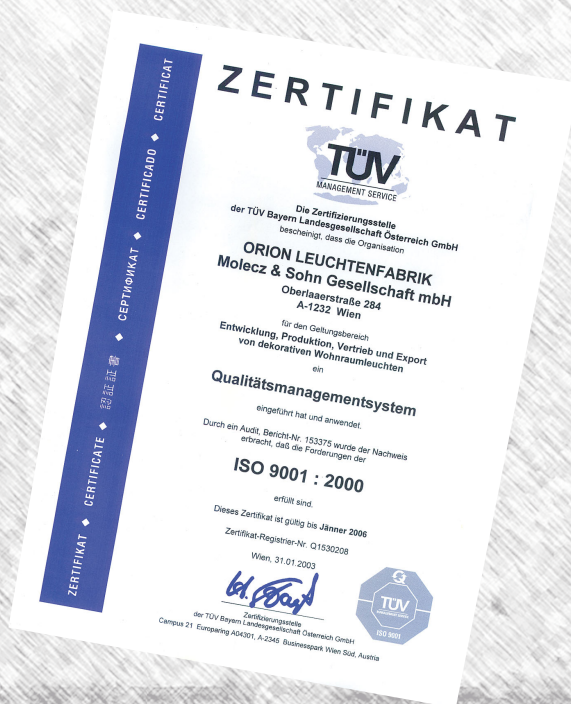 ZERTIFIKAT ◆ CERTIFICATE ◆ 認証証書 ◆ СЕРТИФИКАТ ◆ CERTIFICADO ◆ CERTIFICAT
ZERTIFIKAT
TÜV
MANAGEMENT SERVICE
Die Zertifizierungsstelle
der TÜV Bayern Landesgesellschaft Österreich GmbH
bescheinigt, dass die Organisation
ORION LEUCHTENFABRIK
Molecz & Sohn Gesellschaft mbH
Oberlaaerstraße 284
A-1232 Wien
für den Geltungsbereich
Entwicklung, Produktion, Vertrieb und Export
von dekorativen Wohnraumleuchten
ein
Qualitätsmanagementsystem
eingeführt hat und anwendet.
Durch ein Audit, Bericht-Nr. 153375 wurde der Nachweis
erbracht, daß die Forderungen der
ISO 9001 : 2000
erfüllt sind.
Dieses Zertifikat ist gültig bis Jänner 2006
Zertifikat-Registrier-Nr. Q1530208
Wien, 31.01.2003
Zertifizierungsstelle
der TÜV Bayern Landesgesellschaft Österreich GmbH
Campus 21 Europaring A04301, A-2345 Businesspark Wien Süd, Austria
Q
TÜV
MANAGEMENT SERVICE
ISO 9001